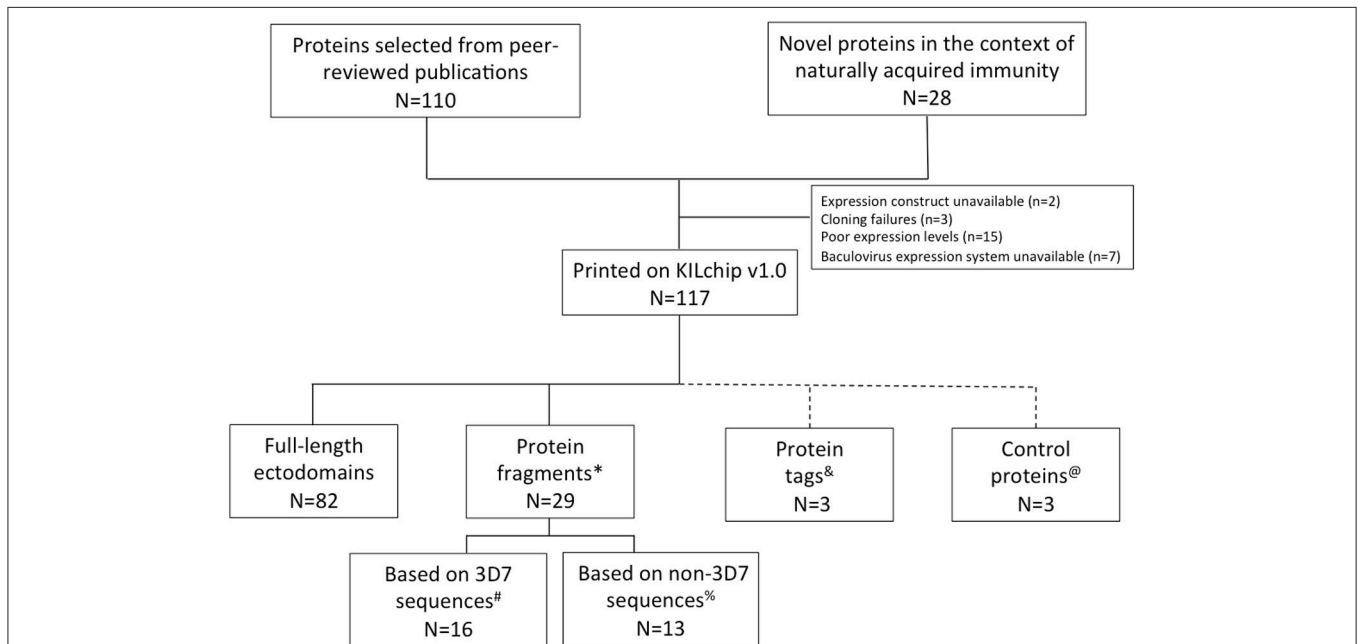 Proteins selected from peer-
reviewed publications
N=110
Novel proteins in the context of
naturally acquired immunity
N=28
Expression construct unavailable (n=2)
Cloning failures (n=3)
Poor expression levels (n=15)
Baculovirus expression system unavailable (n=7)
Printed on KILchip v1.0
N=117
Full-length
ectodomains
N=82
Protein
fragments*
N=29
Protein
tags&
N=3
Control
proteins@
N=3
Based on 3D7
sequences#
N=16
Based on non-3D7
sequences%
N=13